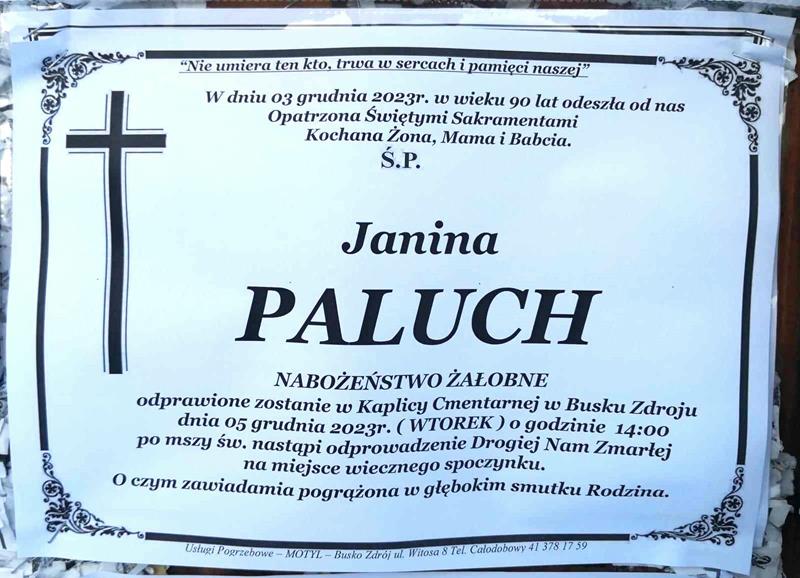 “Nie umiera ten kto, trwa w sercach i pamięci naszej”
W dniu 03 grudnia 2023r. w wieku 90 lat odeszła od nas
Opatrzona Świętymi Sakramentami
Kochana Żona, Mama i Babcia.
Ś.P.
Janina
PALUCH
NABOŻEŃSTWO ŻAŁOBNE
odprawione zostanie w Kaplicy Cmentarnej w Busku Zdroju
dnia 05 grudnia 2023r. ( WTOREK ) o godzinie 14:00
po mszy św. nastąpi odprowadzenie Drogiej Nam Zmarłej
na miejsce wiecznego spoczynku.
O czym zawiadamia pogrążona w głębokim smutku Rodzina.
Usługi Pogrzebowe – MOTYL – Busko Zdrój ul. Witosa 8 Tel. Całodobowy 41 378 17 59